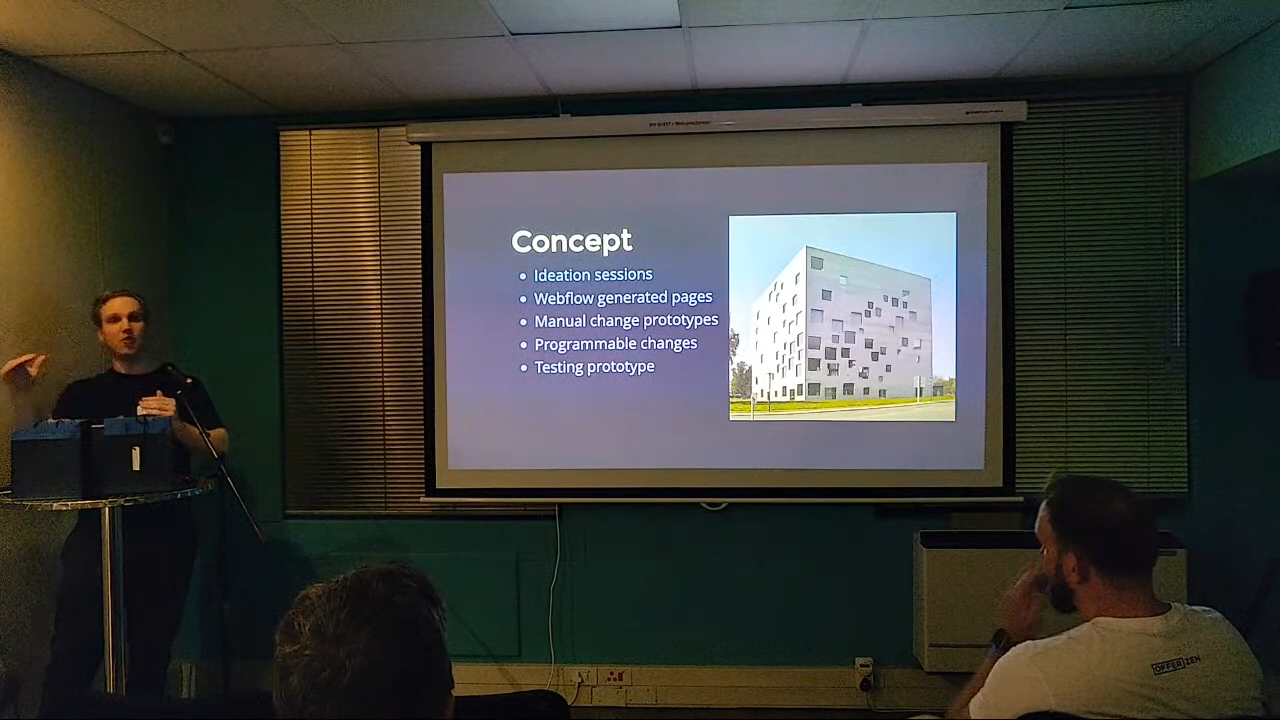 Concept
• Ideation sessions
• Webflow generated pages
• Manual change prototypes
• Programmable changes
• Testing prototype
OFFERZEN